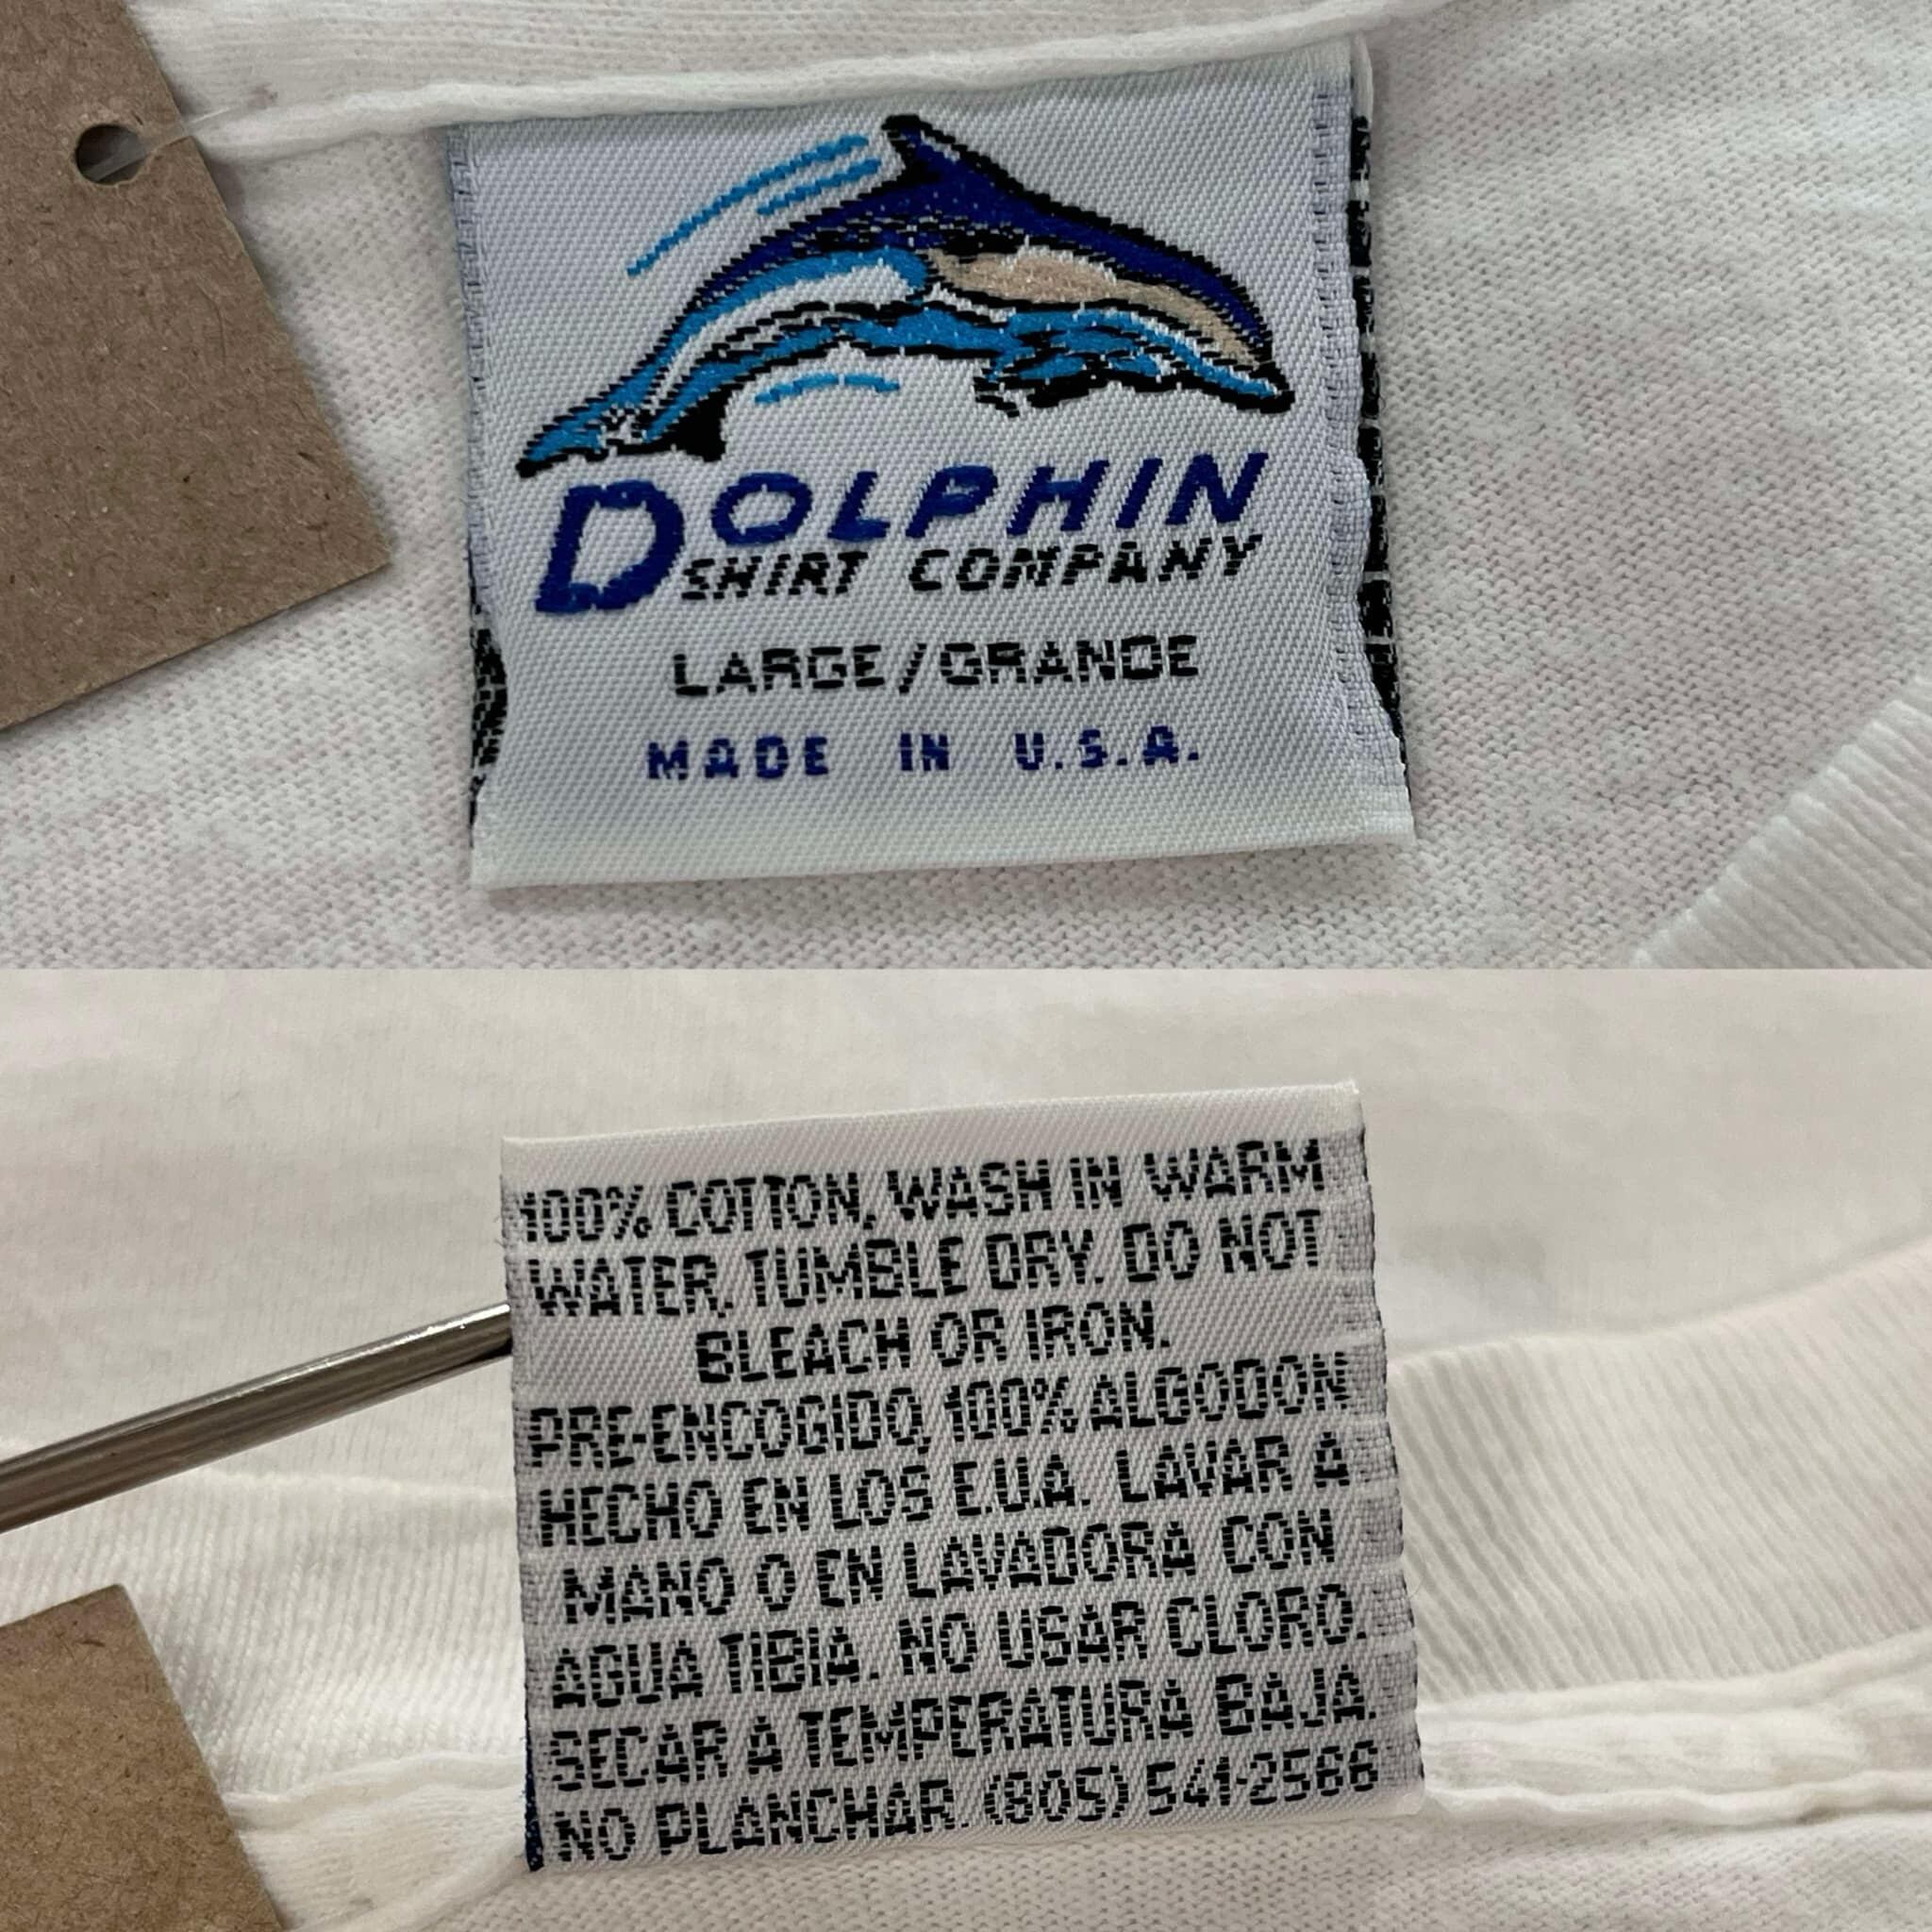 DOLPHIN
SHIRT COMPANY
LARGE/GRANDE
MADE IN U.S.A.
100% COTTON, WASH IN WARM
WATER, TUMBLE DRY. DO NOT
BLEACH OR IRON.
PRE-ENCOGIDO, 100% ALGODON
HECHO EN LOS E.U.A. LAVAR A
MANO O EN LAVADORA CON
AGUA TIBIA. NO USAR CLORO.
SECAR A TEMPERATURA BAJA.
NO PLANCHAR. (805) 541-2566